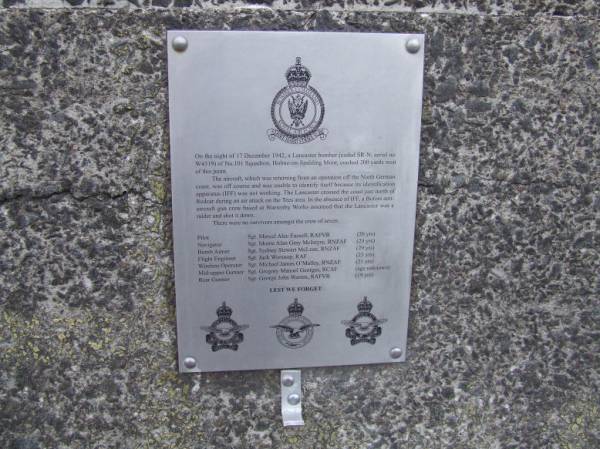 On the night of 17 December 1942, a Lancaster bomber (coded SR-N, serial no
W4319) of No.101 Squadron, Holme-on-Spalding Moor, crashed 200 yards west
of this point.
The aircraft, which was returning from an operation off the North German
coast, was off course and was unable to identify itself because its identification
apparatus (IFF) was not working. The Lancaster crossed the coast just north of
Redcar during an air attack on the Tees area. In the absence of IFF, a Bofors anti-
aircraft gun crew based at Warrenby Works assumed that the Lancaster was a
raider and shot it down.
There were no survivors amongst the crew of seven.
Pilot Sgt. Marcel Alec Fussell, RAFVR (20 yrs)
Navigator Sgt. Ishome Alan Gray McIntyre, RNZAF (23 yrs)
Bomb Aimer Sgt. Sydney Stewart McLean, RNZAF (29 yrs)
Flight Engineer Sgt. Jack Worsnop, RAF (23 yrs)
Wireless Operator Sgt. Michael James O'Malley, RNZAF (21 yrs)
Mid-upper Gunner Sgt. Gregory Manuel Georges, RCAF (age unknown)
Rear Gunner Sgt. George John Warren, RAFVR (19 yrs)
LEST WE FORGET